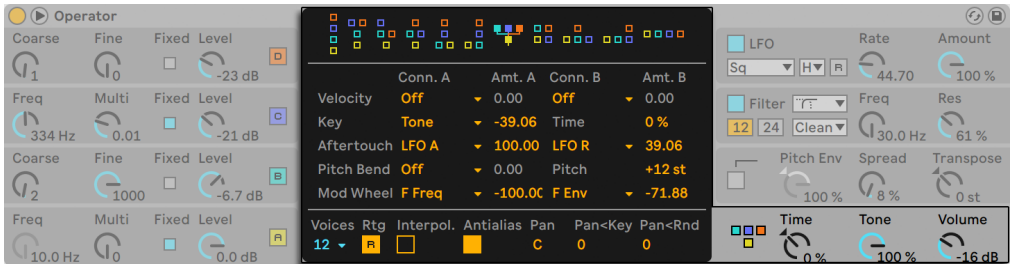 Operator
Coarse Fine Fixed Level
1 0 -23 dB D
Freq Multi Fixed Level
334 Hz 0.01 -21 dB C
Coarse Fine Fixed Level
2 1000 -6.7 dB B
Freq Multi Fixed Level
10.0 Hz 0 0.0 dB A
Conn. A Amt. A Conn. B Amt. B
Velocity Off 0.00 Off 0.00
Key Tone -39.06 Time 0 %
Aftertouch LFO A 100.00 LFO R 39.06
Pitch Bend Off 0.00 Pitch +12 st
Mod Wheel F Freq -100.0C F Env -71.88
Voices Rtg Interpol. Antialias Pan Pan<Key Pan<Rnd
12 R C 0 0
LFO Rate Amount
Sq H R 44.70 100 %
Filter Freq Res
12 24 Clean 30.0 Hz 61 %
Pitch Env Spread Transpose
100 % 8 % 0 st
Time Tone Volume
0 % 100 % -16 dB